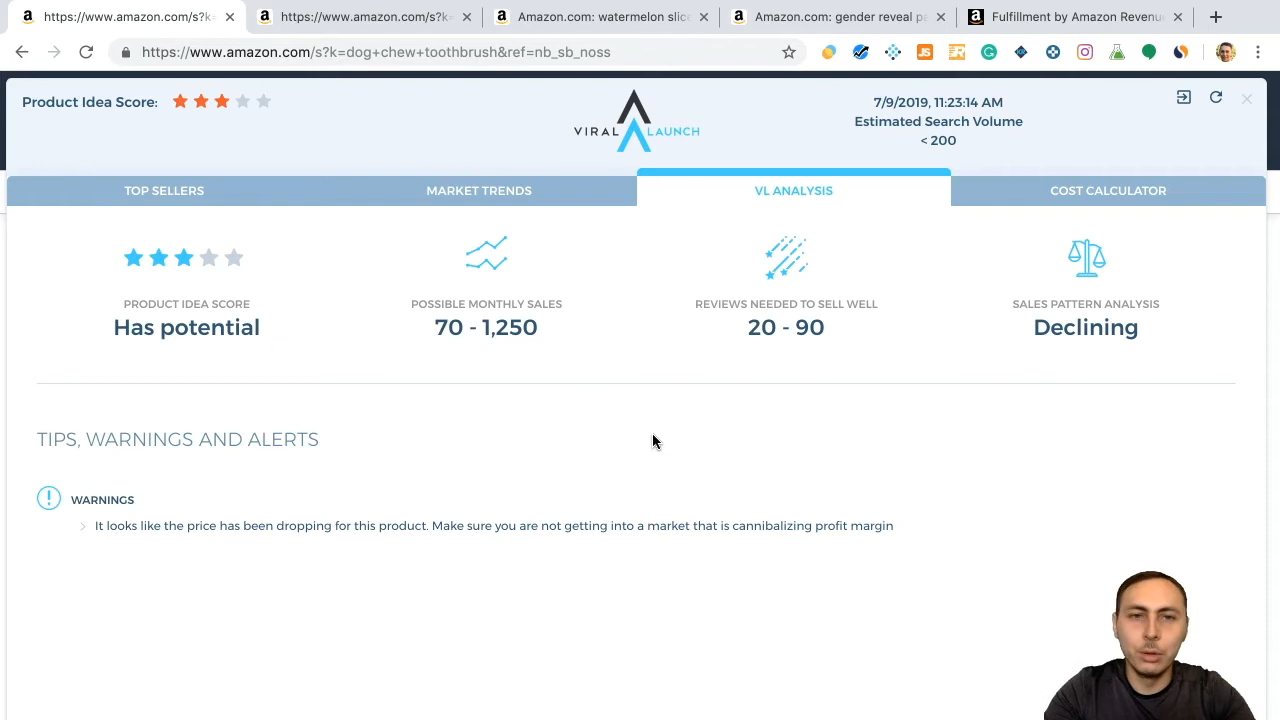 https://www.amazon.com/s?k=
https://www.amazon.com/s?k=
Amazon.com: watermelon slice
Amazon.com: gender reveal pa
Fulfillment by Amazon Revenu
https://www.amazon.com/s?k=dog+chew+toothbrush&ref=nb_sb_noss
Product Idea Score:
VIRAL LAUNCH
7/9/2019, 11:23:14 AM
Estimated Search Volume
< 200
TOP SELLERS
MARKET TRENDS
VL ANALYSIS
COST CALCULATOR
PRODUCT IDEA SCORE
Has potential
POSSIBLE MONTHLY SALES
70 - 1,250
REVIEWS NEEDED TO SELL WELL
20 - 90
SALES PATTERN ANALYSIS
Declining
TIPS, WARNINGS AND ALERTS
WARNINGS
It looks like the price has been dropping for this product. Make sure you are not getting into a market that is cannibalizing profit margin